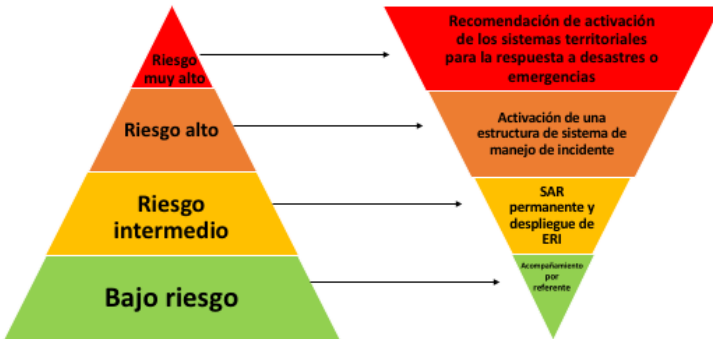 Riesgo
muy alto
Recomendación de activación
de los sistemas territoriales
para la respuesta a desastres o
emergencias
Riesgo alto
Activación de una
estructura de sistema de
manejo de incidente
Riesgo
intermedio
SAR
permanente y
despliegue de
ERI
Bajo riesgo
Acompañamiento
por
referente